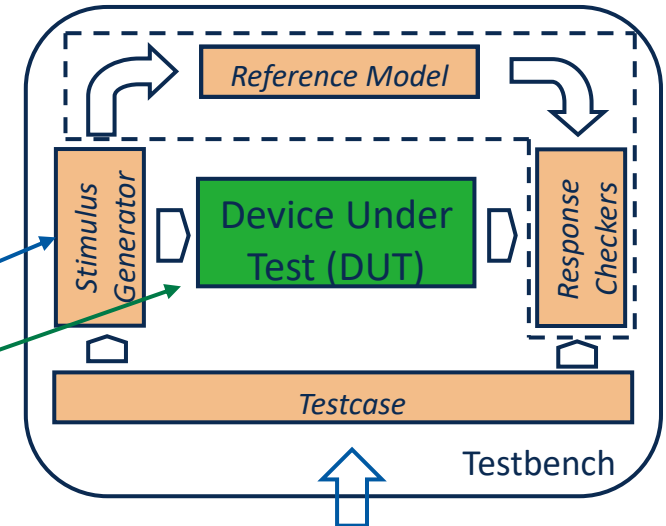 Reference Model
Stimulus
Generator
Device Under
Test (DUT)
Response
Checkers
Testcase
Testbench